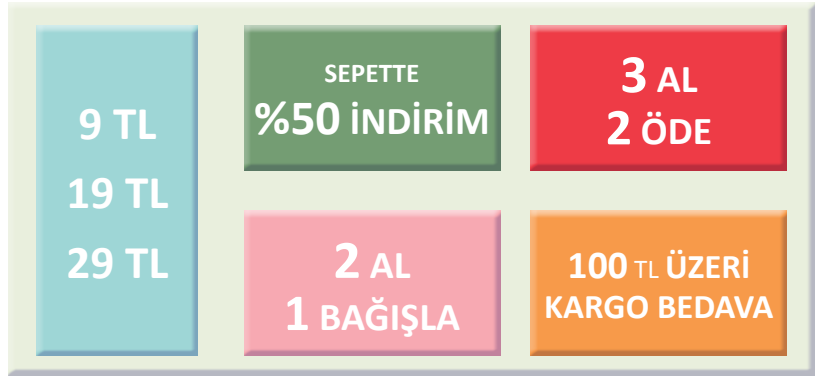 9 TL
19 TL
29 TL
SEPETTE
%50 İNDİRİM
3 AL
2 ÖDE
2 AL
1 BAĞIŞLA
100 TL ÜZERİ
KARGO BEDAVA